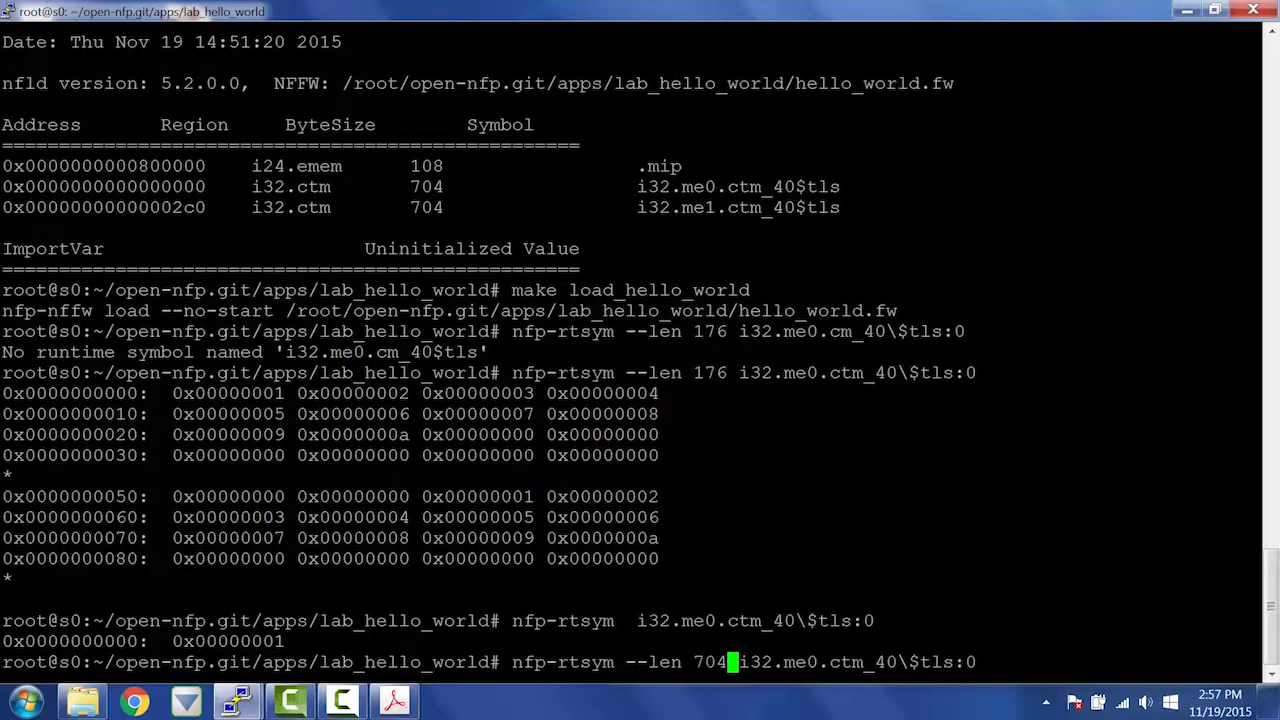 root@s0: ~/open-nfp.git/apps/lab_hello_world
Date: Thu Nov 19 14:51:20 2015
nfld version: 5.2.0.0,  NFFW: /root/open-nfp.git/apps/lab_hello_world/hello_world.fw
Address       Region     ByteSize        Symbol
==================================================
0x0000000000800000    i24.emem      108                 .mip
0x0000000000000000    i32.ctm       704                 i32.me0.ctm_40$tls
0x00000000000002c0    i32.ctm       704                 i32.me1.ctm_40$tls
ImportVar                       Uninitialized Value
==================================================
root@s0:~/open-nfp.git/apps/lab_hello_world# make load_hello_world
nfp-nffw load --no-start /root/open-nfp.git/apps/lab_hello_world/hello_world.fw
root@s0:~/open-nfp.git/apps/lab_hello_world# nfp-rtsym --len 176 i32.me0.cm_40\$tls:0
No runtime symbol named 'i32.me0.cm_40$tls'
root@s0:~/open-nfp.git/apps/lab_hello_world# nfp-rtsym --len 176 i32.me0.ctm_40\$tls:0
0x0000000000:  0x00000001 0x00000002 0x00000003 0x00000004
0x0000000010:  0x00000005 0x00000006 0x00000007 0x00000008
0x0000000020:  0x00000009 0x0000000a 0x00000000 0x00000000
0x0000000030:  0x00000000 0x00000000 0x00000000 0x00000000
*
0x0000000050:  0x00000000 0x00000000 0x00000001 0x00000002
0x0000000060:  0x00000003 0x00000004 0x00000005 0x00000006
0x0000000070:  0x00000007 0x00000008 0x00000009 0x0000000a
0x0000000080:  0x00000000 0x00000000 0x00000000 0x00000000
*
root@s0:~/open-nfp.git/apps/lab_hello_world# nfp-rtsym  i32.me0.ctm_40\$tls:0
0x0000000000:  0x00000001
root@s0:~/open-nfp.git/apps/lab_hello_world# nfp-rtsym --len 704 i32.me0.ctm_40\$tls:0
2:57 PM
11/19/2015